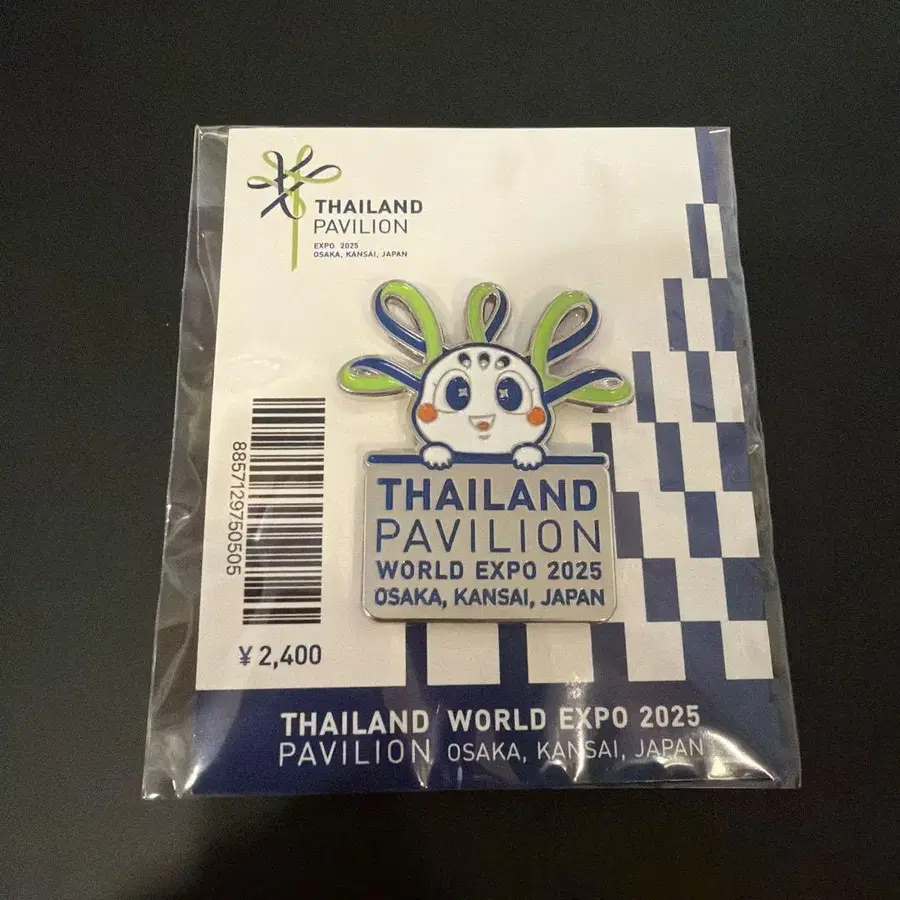 THAILAND
PAVILION
EXPO 2025
OSAKA, KANSAI, JAPAN
THAILAND
PAVILION
WORLD EXPO 2025
OSAKA, KANSAI, JAPAN
8857129750505
¥ 2,400
THAILAND WORLD EXPO 2025
PAVILION OSAKA, KANSAI, JAPAN